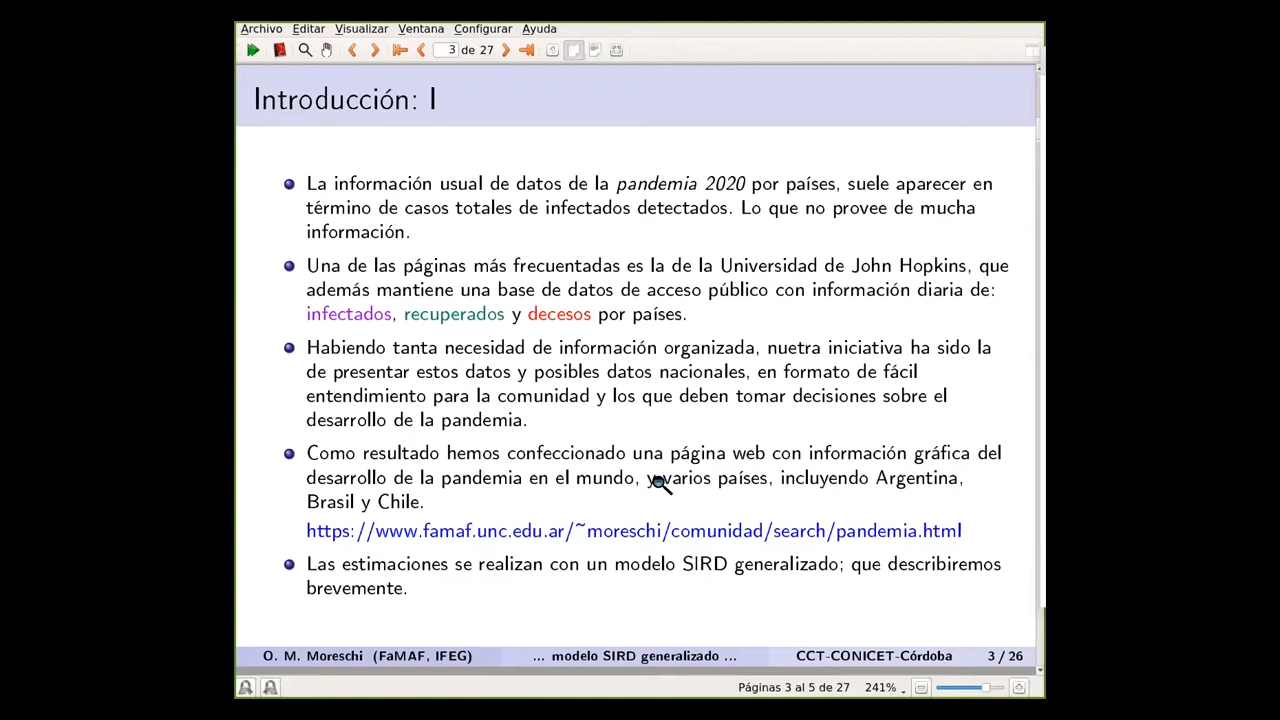 Archivo Editar Visualizar Ventana Configurar Ayuda
3 de 27
Introducción: I
La información usual de datos de la pandemia 2020 por países, suele aparecer en
término de casos totales de infectados detectados. Lo que no provee de mucha
información.
Una de las páginas más frecuentadas es la de la Universidad de John Hopkins, que
además mantiene una base de datos de acceso público con información diaria de:
infectados, recuperados y decesos por países.
Habiendo tanta necesidad de información organizada, nuetra iniciativa ha sido la
de presentar estos datos y posibles datos nacionales, en formato de fácil
entendimiento para la comunidad y los que deben tomar decisiones sobre el
desarrollo de la pandemia.
Como resultado hemos confeccionado una página web con información gráfica del
desarrollo de la pandemia en el mundo, y varios países, incluyendo Argentina,
Brasil y Chile.
https://www.famaf.unc.edu.ar/~moreschi/comunidad/search/pandemia.html
Las estimaciones se realizan con un modelo SIRD generalizado; que describiremos
brevemente.
O. M. Moreschi (FaMAF, IFEG) ... modelo SIRD generalizado ... CCT-CONICET-Córdoba 3 / 26
Páginas 3 al 5 de 27 241%